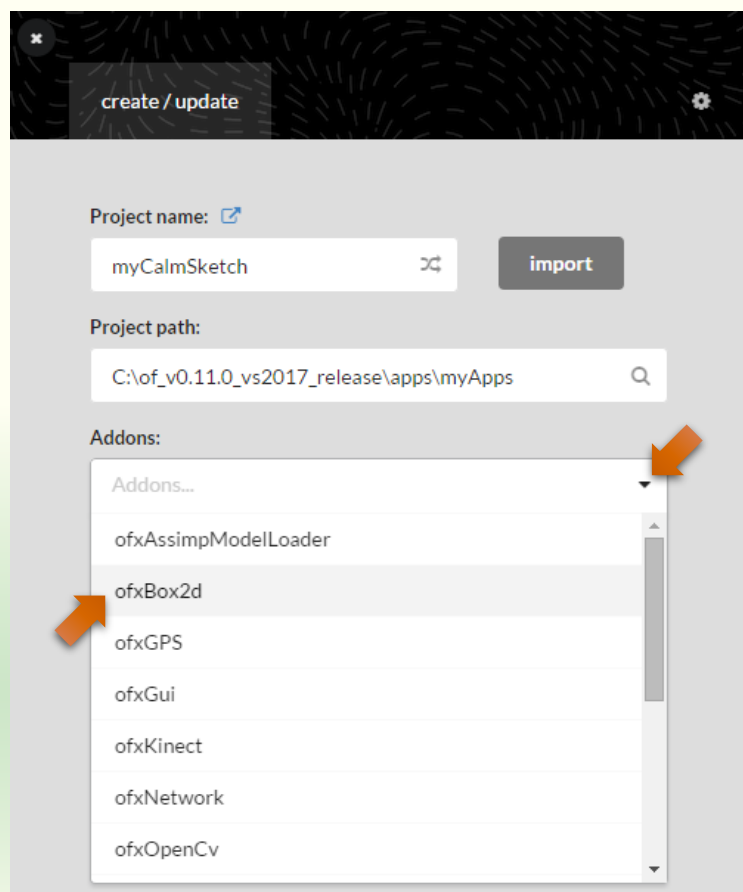 create / update
Project name:
myCalmSketch
import
Project path:
C:\of_v0.11.0_vs2017_release\apps\myApps
Addons:
Addons...
ofxAssimpModelLoader
ofxBox2d
ofxGPS
ofxGui
ofxKinect
ofxNetwork
ofxOpenCv